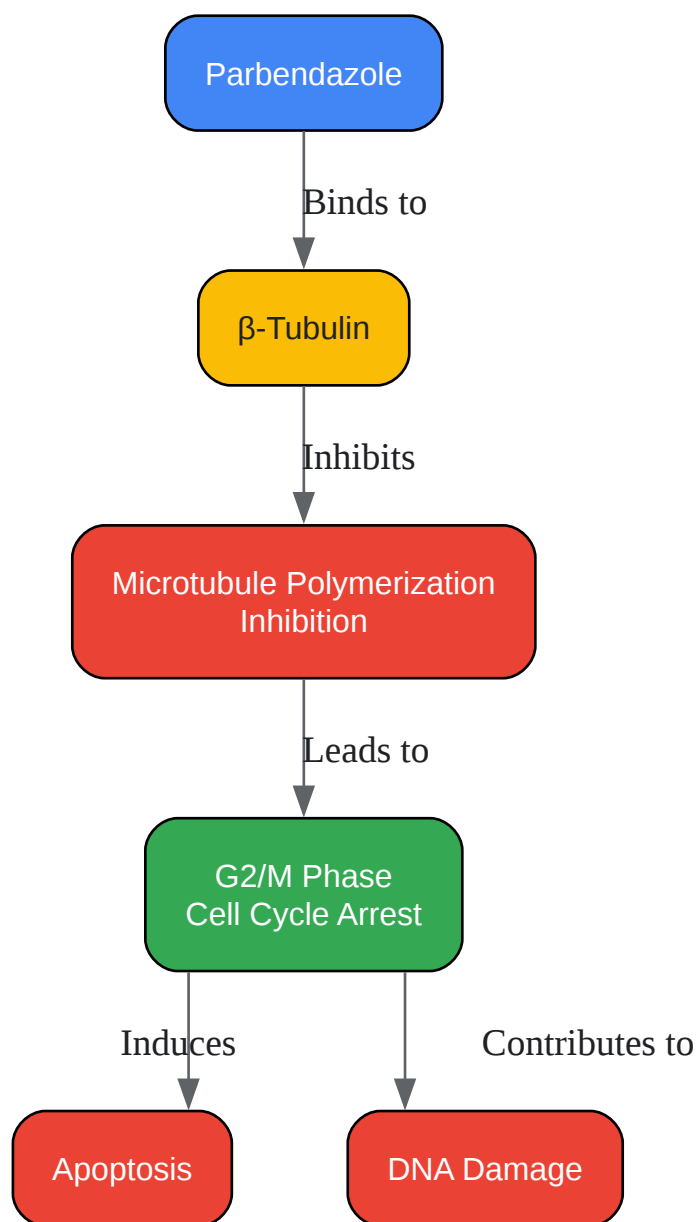 Parbendazole
Binds to
β-Tubulin
Inhibits
Microtubule Polymerization
Inhibition
Leads to
G2/M Phase
Cell Cycle Arrest
Induces
Contributes to
Apoptosis
DNA Damage